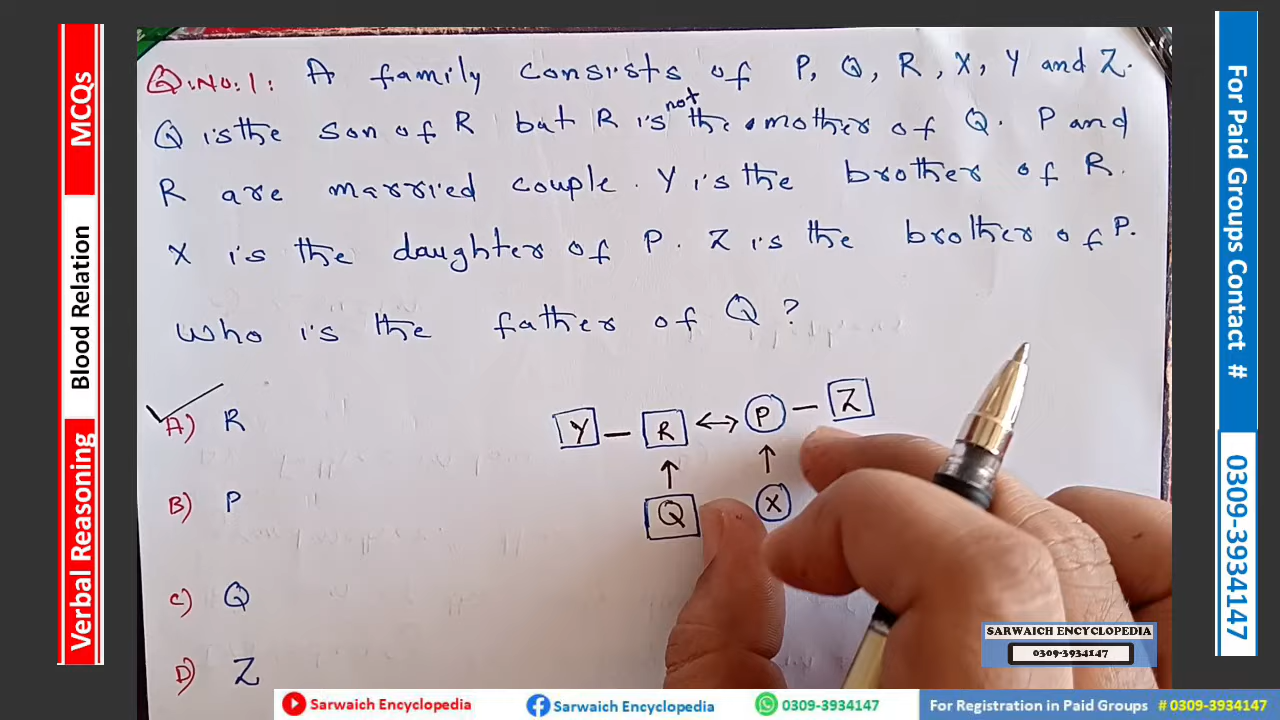 Q.No.1: A family consists of P, Q, R, X, Y and Z.
Q is the son of R but R is not the mother of Q. P and
R are married couple. Y is the brother of R.
X is the daughter of P. Z is the brother of P.
Who is the father of Q?
A) R
B) P
C) Q
D) Z
Y – R ↔ P – Z
↑ ↑
Q X
MCQs
Blood Relation
Verbal Reasoning
For Paid Groups Contact #
0309-3934147
SARWAICH ENCYCLOPEDIA
0309-3934147
Sarwaich Encyclopedia
Sarwaich Encyclopedia
0309-3934147
For Registration in Paid Groups # 0309-3934147